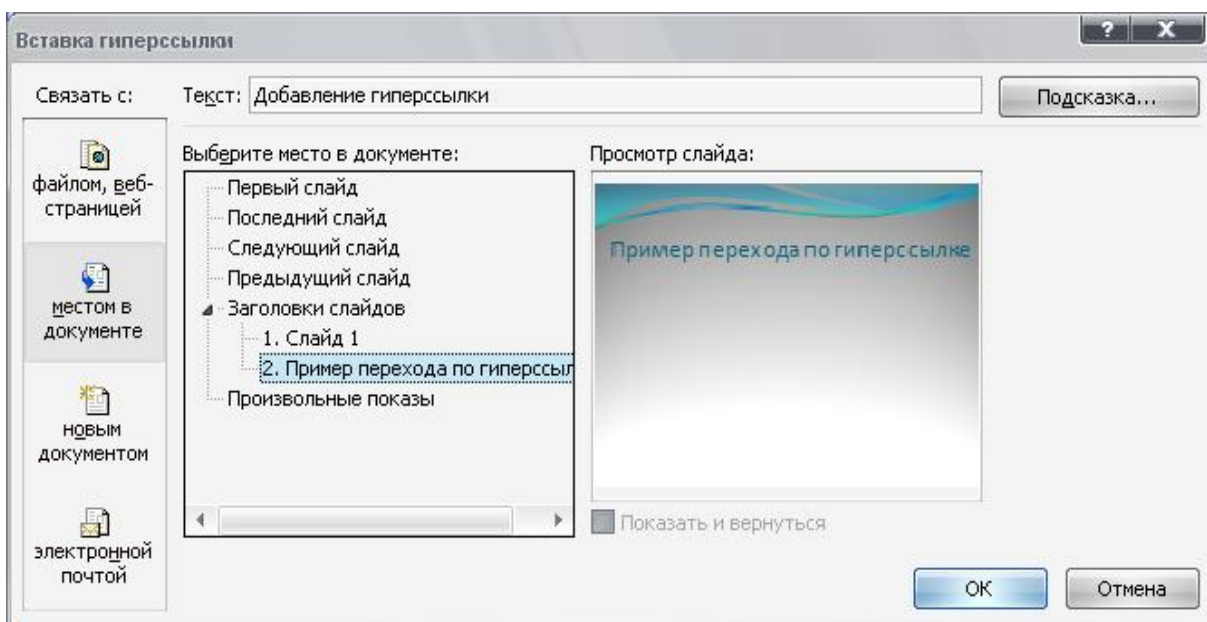 Вставка гиперссылки
Связать с:
Текст: Добавление гиперссылки
Подсказка...
Выберите место в документе:
Просмотр слайда:
файлом, веб-
страницей
местом в
документе
новым
документом
электронной
почтой
Первый слайд
Последний слайд
Следующий слайд
Предыдущий слайд
Заголовки слайдов
1. Слайд 1
2. Пример перехода по гиперссыл
Произвольные показы
Пример перехода по гиперссылке
Показать и вернуться
ОК
Отмена